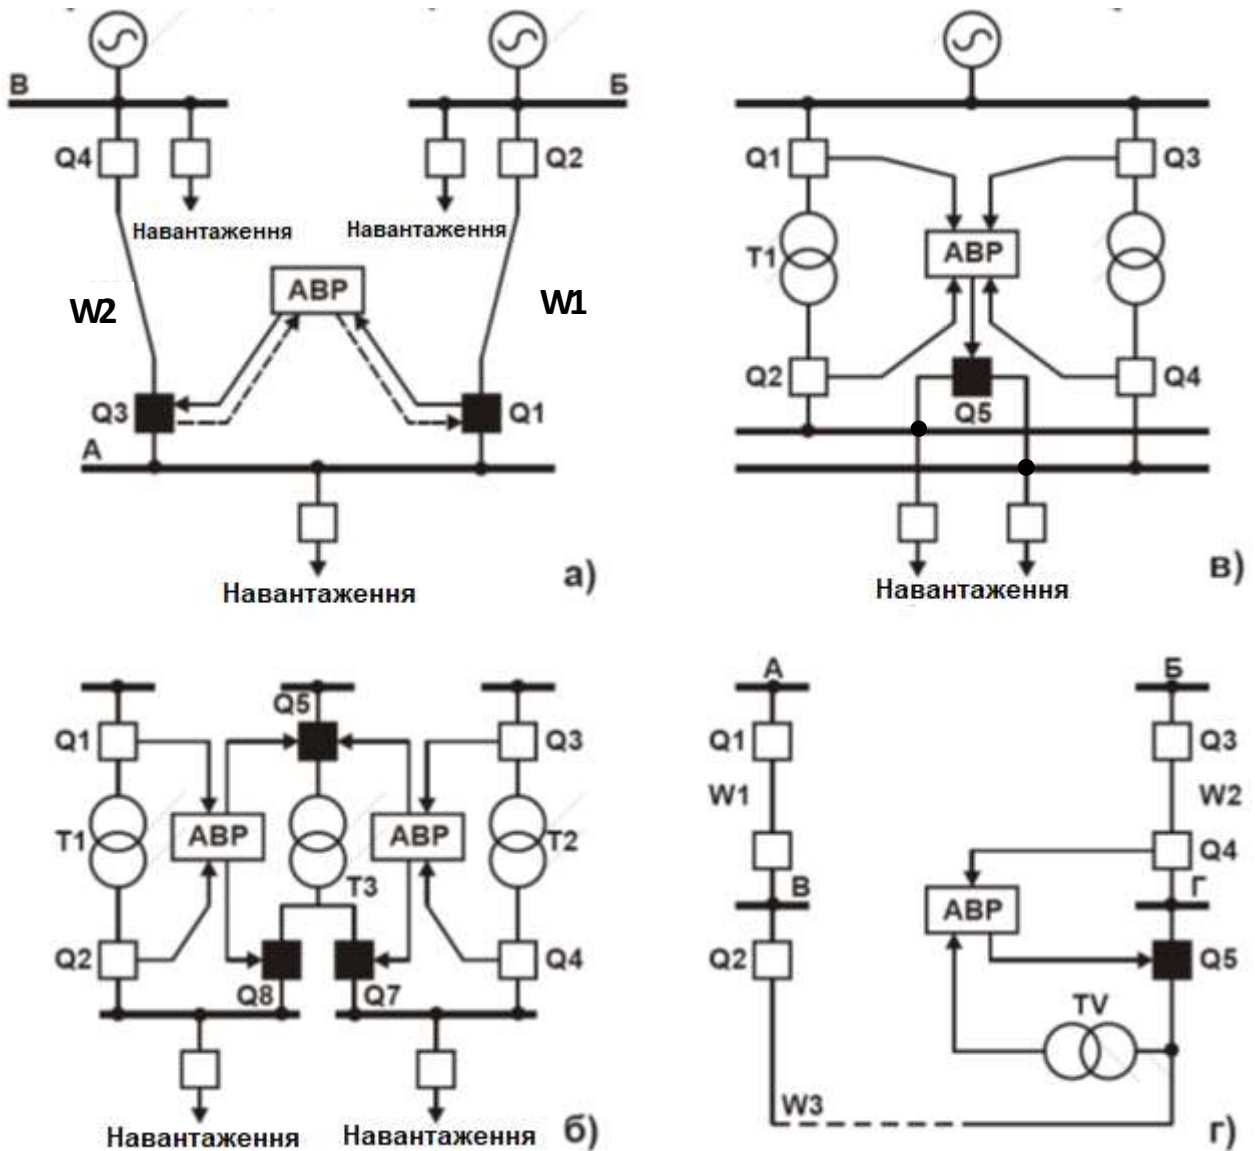 В
Б
Q4
Q2
Навантаження
Навантаження
W2
W1
АВР
Q3
Q1
А
Навантаження
а)
Q1
Q3
АВР
Т1
Q2
Q4
Q5
Навантаження
в)
Q5
Q1
Q3
Т1
АВР
АВР
Т2
Т3
Q2
Q4
Q8
Q7
Навантаження
Навантаження
б)
А
Б
Q1
Q3
W1
W2
Q4
В
Г
АВР
Q2
Q5
TV
W3
г)